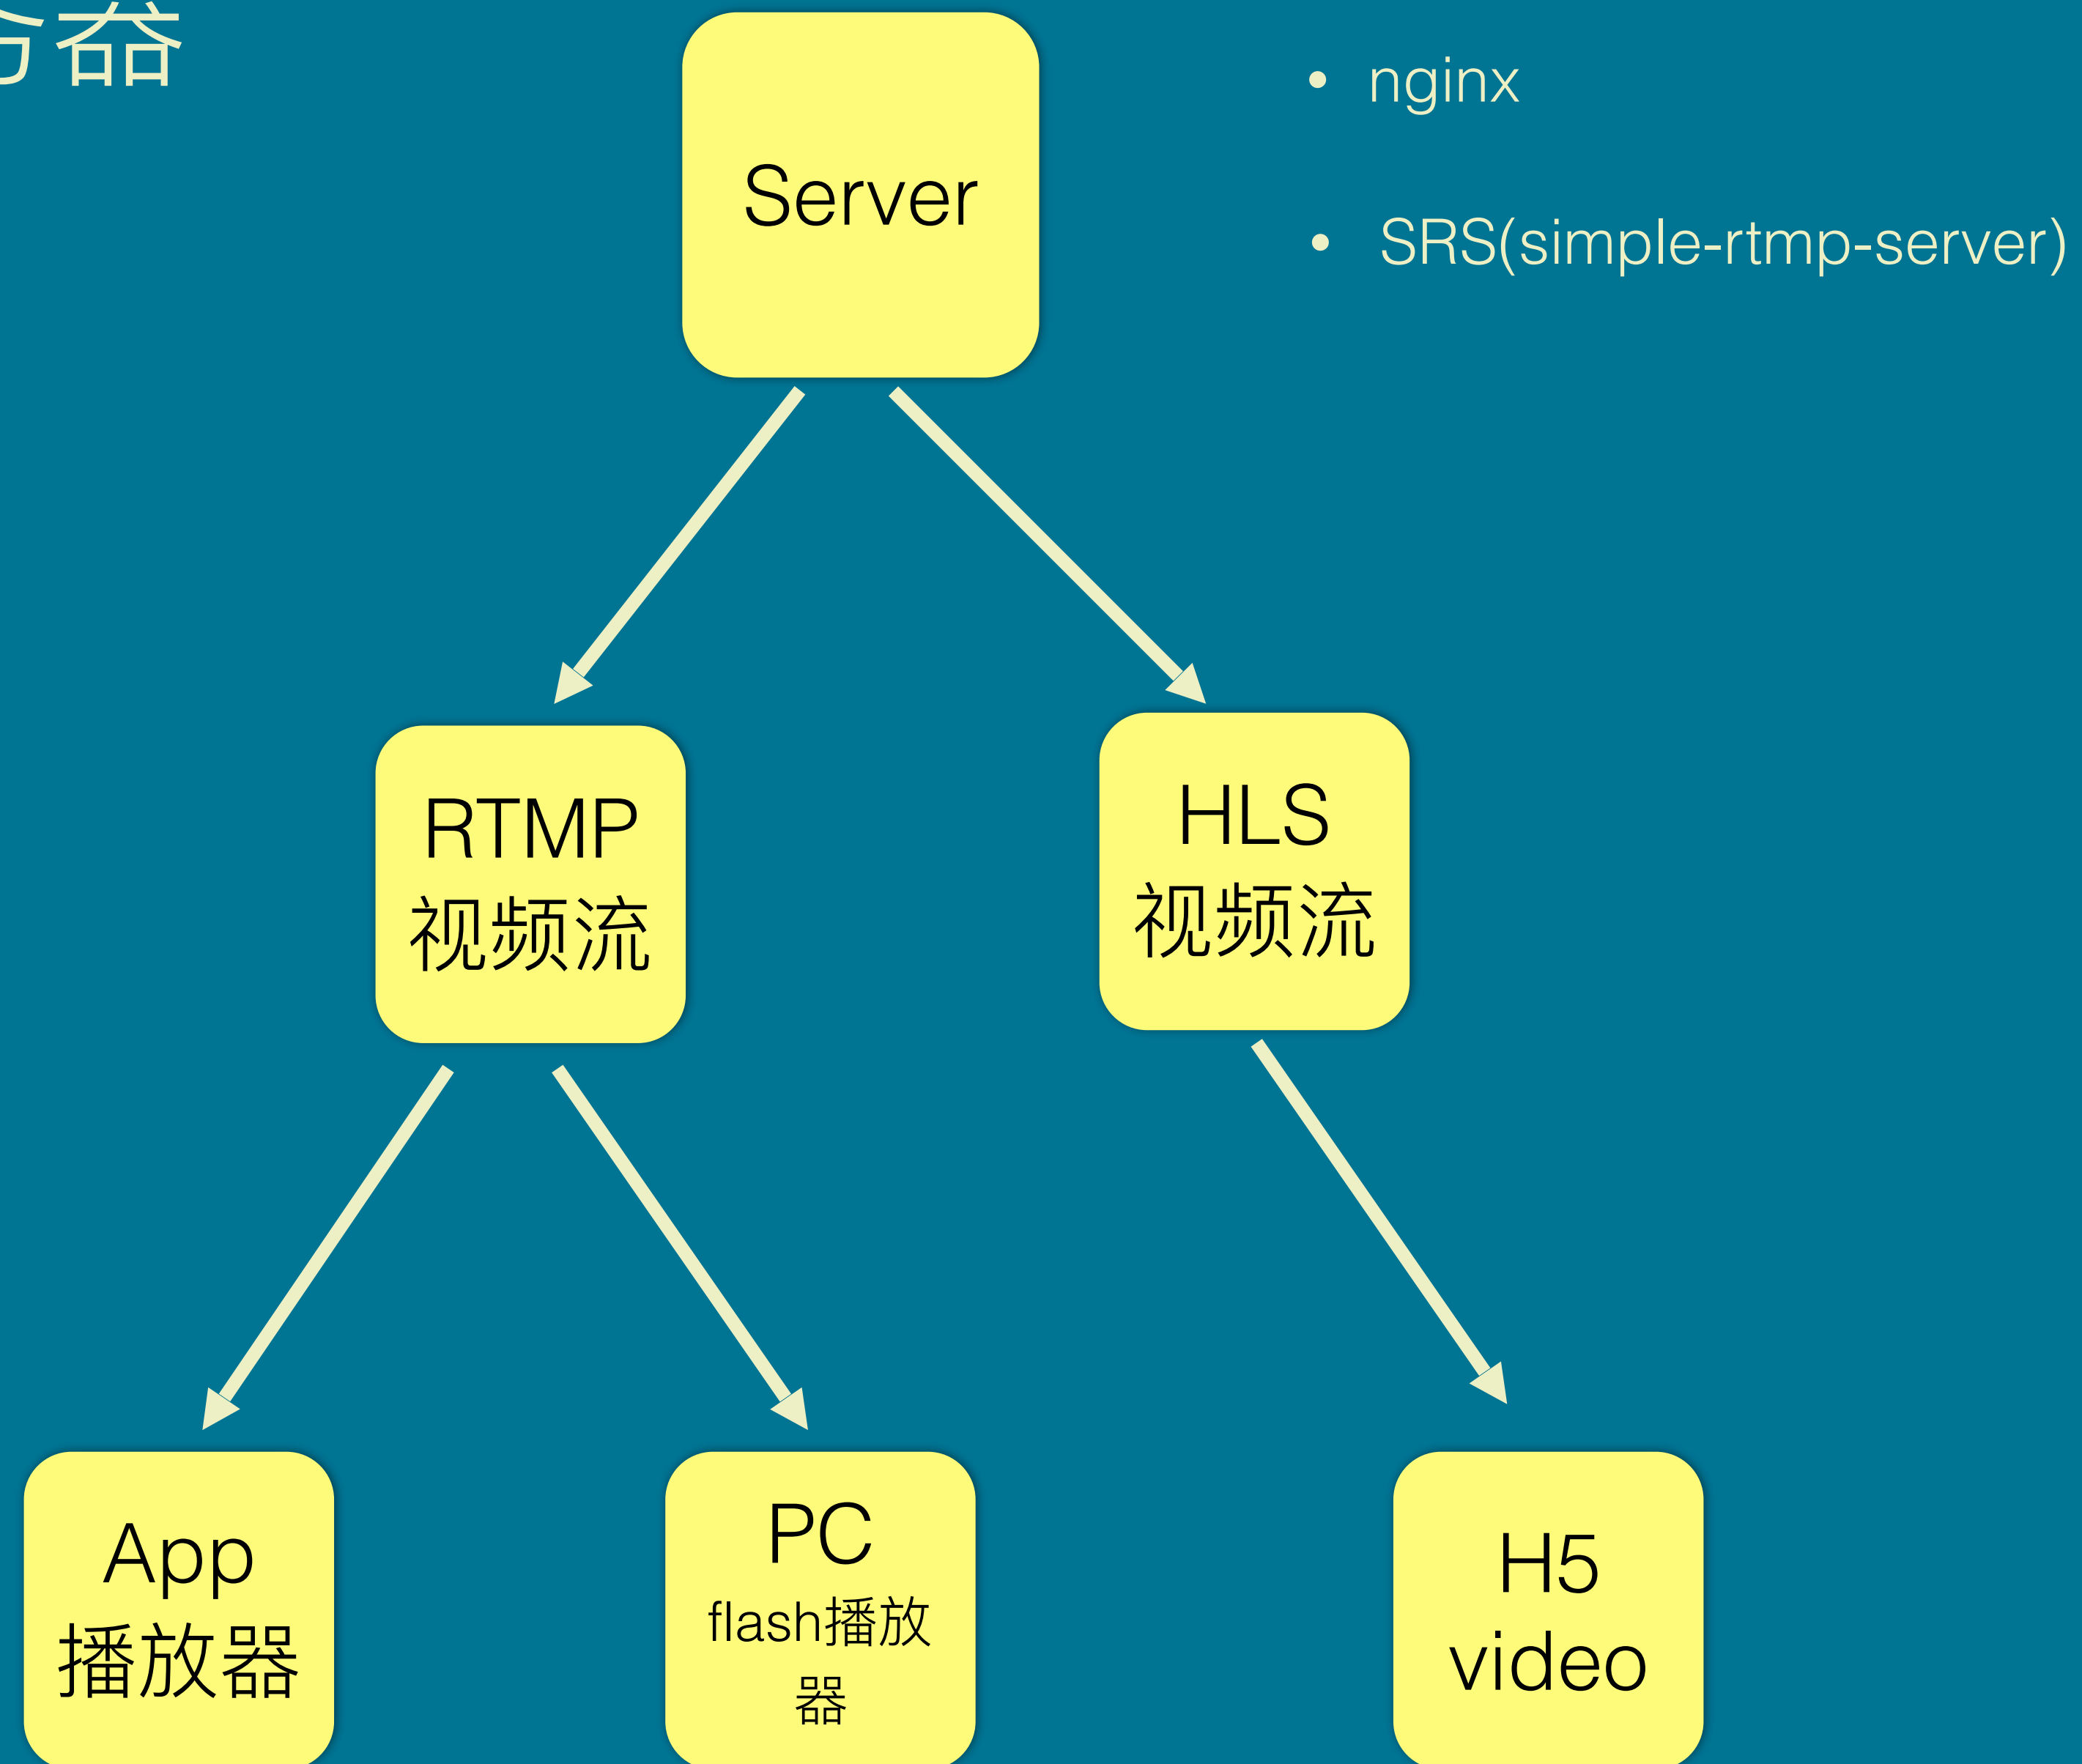 器
Server
• nginx
• SRS(simple-rtmp-server)
RTMP
视频流
HLS
视频流
App
播放器
PC
flash播放
器
H5
video